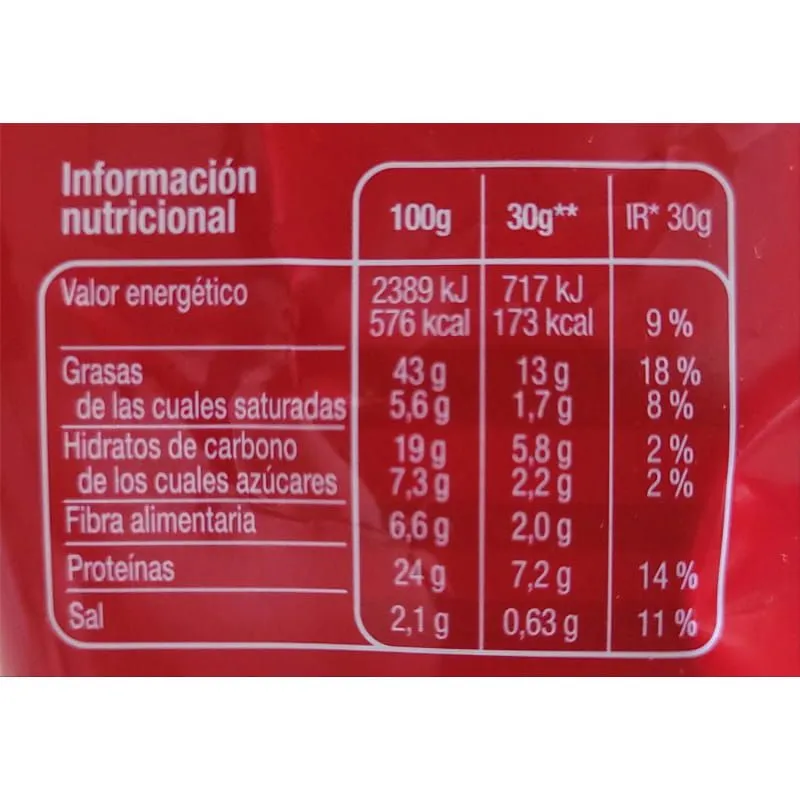 Información
nutricional
100g 30g** IR* 30g
Valor energético 2389 kJ 717 kJ
576 kcal 173 kcal 9 %
Grasas 43 g 13 g 18 %
de las cuales saturadas 5,6 g 1,7 g 8 %
Hidratos de carbono 19 g 5,8 g 2 %
de los cuales azúcares 7,3 g 2,2 g 2 %
Fibra alimentaria 6,6 g 2,0 g
Proteínas 24 g 7,2 g 14 %
Sal 2,1 g 0,63 g 11 %